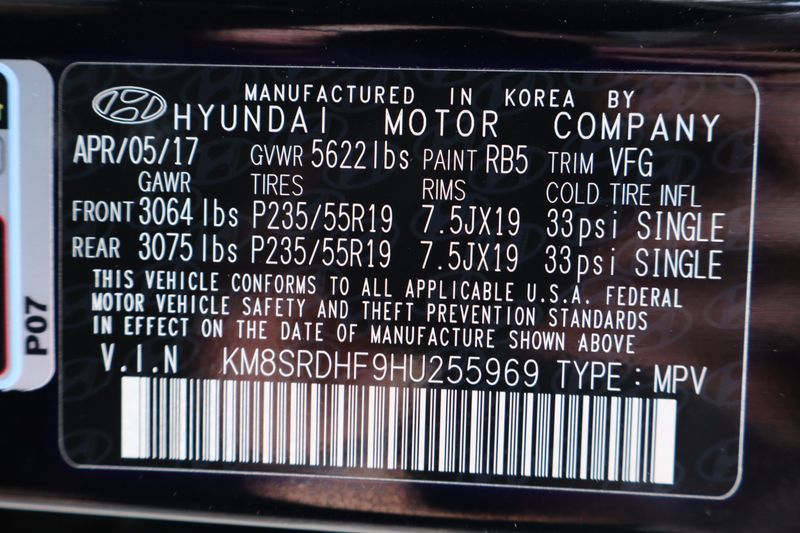 MANUFACTURED IN KOREA BY
HYUNDAI MOTOR COMPANY
APR/05/17 GVWR 5622lbs PAINT RB5 TRIM VFG
GAWR TIRES RIMS COLD TIRE INFL
FRONT 3064 lbs P235/55R19 7.5JX19 33psi SINGLE
REAR 3075 lbs P235/55R19 7.5JX19 33psi SINGLE
THIS VEHICLE CONFORMS TO ALL APPLICABLE U.S.A. FEDERAL
MOTOR VEHICLE SAFETY AND THEFT PREVENTION STANDARDS
IN EFFECT ON THE DATE OF MANUFACTURE SHOWN ABOVE
V.I.N KM8SRDHF9HU255969 TYPE : MPV
P07